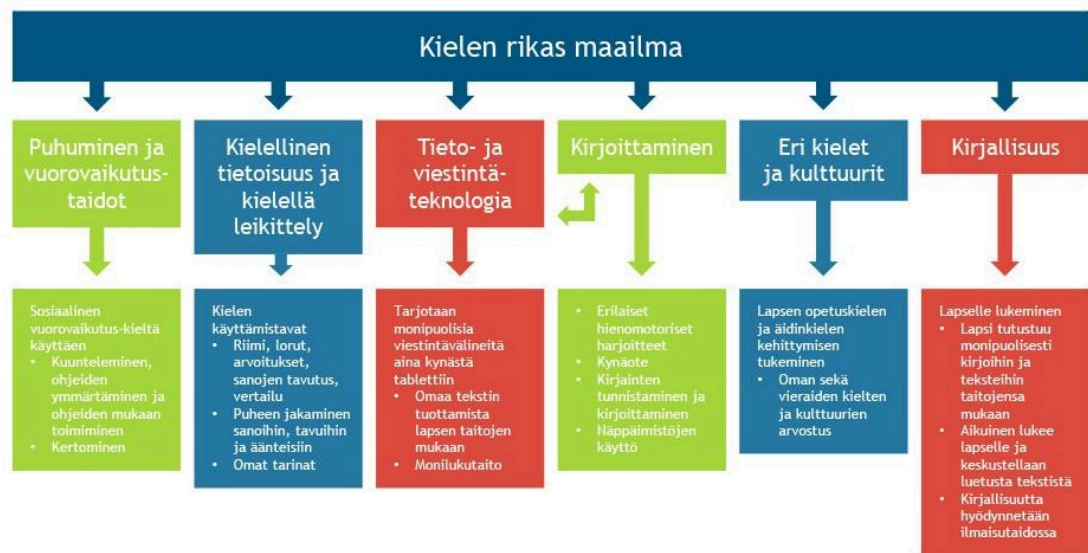 Kielen rikas maailma
Puhuminen ja
vuorovaikutus-
taidot
Sosiaalinen
vuorovaikutus-kieltä
käyttäen
• Kuunteleminen,
ohjeiden
ymmärtäminen ja
ohjeiden mukaan
toimiminen
• Kertominen
Kielellinen
tietoisuus ja
kielellä
leikittely
Kielen
käyttämistavat
• Riimi, lorut,
arvoitukset,
sanojen tavutus,
vertailu
• Puheen jakaminen
sanoihin, tavuihin
ja äänteisiin
• Omat tarinat
Tieto- ja
viestintä-
teknologia
Tarjotaan
monipuolisia
viestintävälineitä
aina kynästä
tablettiin
• Omaa tekstin
tuottamista
lapsen taitojen
mukaan
• Monilukutaito
Kirjoittaminen
• Erilaiset
hienomotoriset
harjoitteet
• Kynäote
• Kirjainten
tunnistaminen ja
kirjoittaminen
• Näppäimistöjen
käyttö
Eri kielet
ja kulttuurit
Lapsen opetuskielen
ja äidinkielen
kehittymisen
tukeminen
• Oman sekä
vieraiden kielten
ja kulttuurien
arvostus
Kirjallisuus
Lapselle lukeminen
• Lapsi tutustuu
monipuolisesti
kirjoihin ja
teksteihin
taitojensa
mukaan
• Aikuinen lukee
lapselle ja
keskustellaan
luetusta tekstistä
• Kirjallisuutta
hyödynnetään
ilmaisutaidossa